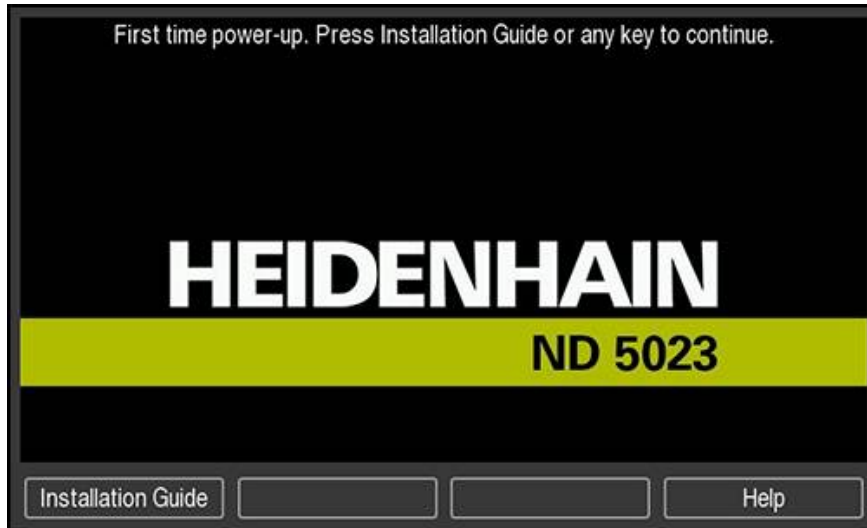 First time power-up. Press Installation Guide or any key to continue.
HEIDENHAIN
ND 5023
Installation Guide
Help